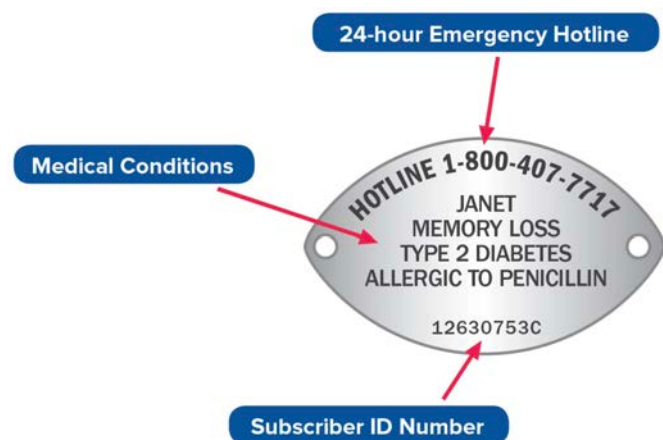 24-hour Emergency Hotline
Medical Conditions
HOTLINE 1-800-407-7717
JANET
MEMORY LOSS
TYPE 2 DIABETES
ALLERGIC TO PENICILLIN
12630753C
Subscriber ID Number